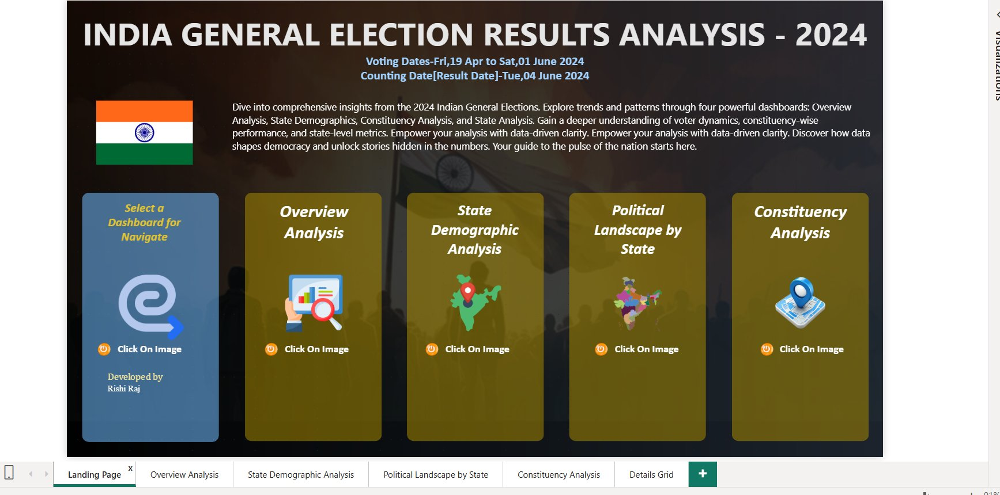 INDIA GENERAL ELECTION RESULTS ANALYSIS - 2024
Voting Dates-Fri,19 Apr to Sat,01 June 2024
Counting Date[Result Date]-Tue,04 June 2024
Dive into comprehensive insights from the 2024 Indian General Elections. Explore trends and patterns through four powerful dashboards: Overview
Analysis, State Demographics, Constituency Analysis, and State Analysis. Gain a deeper understanding of voter dynamics, constituency-wise
performance, and state-level metrics. Empower your analysis with data-driven clarity. Empower your analysis with data-driven clarity. Discover how data
shapes democracy and unlock stories hidden in the numbers. Your guide to the pulse of the nation starts here.
Select a
Dashboard for
Navigate
Click On Image
Developed by
Rishi Raj
Overview
Analysis
Click On Image
State
Demographic
Analysis
Click On Image
Political
Landscape by
State
Click On Image
Constituency
Analysis
Click On Image
Visualizations
Landing Page
x
Overview Analysis
State Demographic Analysis
Political Landscape by State
Constituency Analysis
Details Grid
+